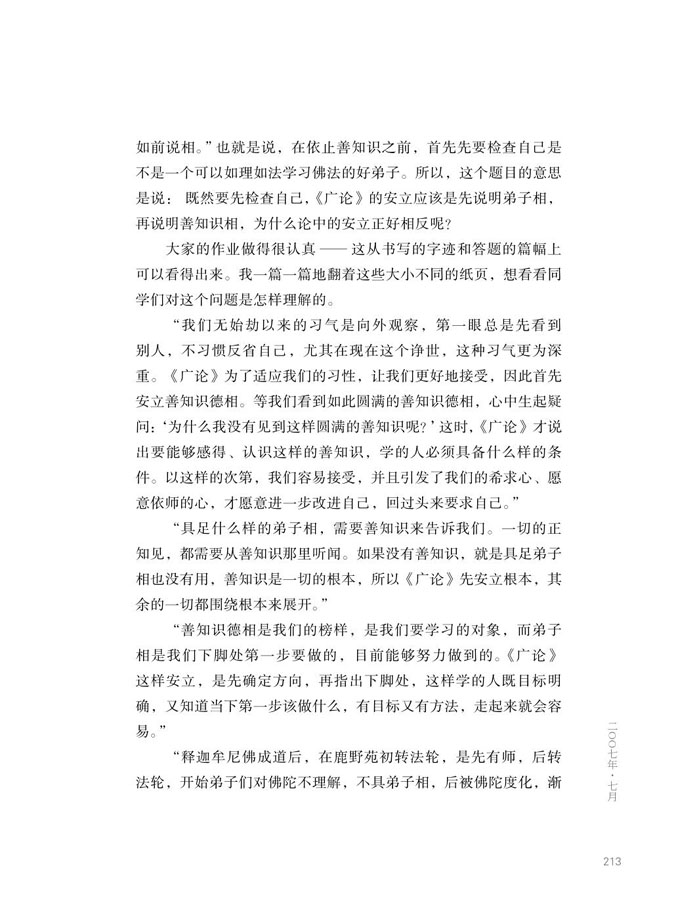 如前说相。”也就是说，在依止善知识之前，首先先要检查自己是
不是一个可以如理如法学习佛法的好弟子。所以，这个题目的意思
是说： 既然要先检查自己，《广论》的安立应该是先说明弟子相，
再说明善知识相，为什么论中的安立正好相反呢？
大家的作业做得很认真 —— 这从书写的字迹和答题的篇幅上
可以看得出来。我一篇一篇地翻着这些大小不同的纸页，想看看同
学们对这个问题是怎样理解的。
“我们无始劫以来的习气是向外观察，第一眼总是先看到
别人，不习惯反省自己，尤其在现在这个诤世，这种习气更为深
重。《广论》为了适应我们的习性，让我们更好地接受，因此首先
安立善知识德相。等我们看到如此圆满的善知识德相，心中生起疑
问：‘为什么我没有见到这样圆满的善知识呢？’这时，《广论》才说
出要能够感得、认识这样的善知识，学的人必须具备什么样的条
件。以这样的次第，我们容易接受，并且引发了我们的希求心、愿
意依师的心，才愿意进一步改进自己，回过头来要求自己。”
“具足什么样的弟子相，需要善知识来告诉我们。一切的正
知见，都需要从善知识那里听闻。如果没有善知识，就是具足弟子
相也没有用，善知识是一切的根本，所以《广论》先安立根本，其
余的一切都围绕根本来展开。”
“善知识德相是我们的榜样，是我们要学习的对象，而弟子
相是我们下脚处第一步要做的，目前能够努力做到的。《广论》
这样安立，是先确定方向，再指出下脚处，这样学的人既目标明
确，又知道当下第一步该做什么，有目标又有方法，走起来就会容
易。”
“释迦牟尼佛成道后，在鹿野苑初转法轮，是先有师，后转
法轮，开始弟子们对佛陀不理解，不具弟子相，后被佛陀度化，渐
二〇〇七年·七月
213